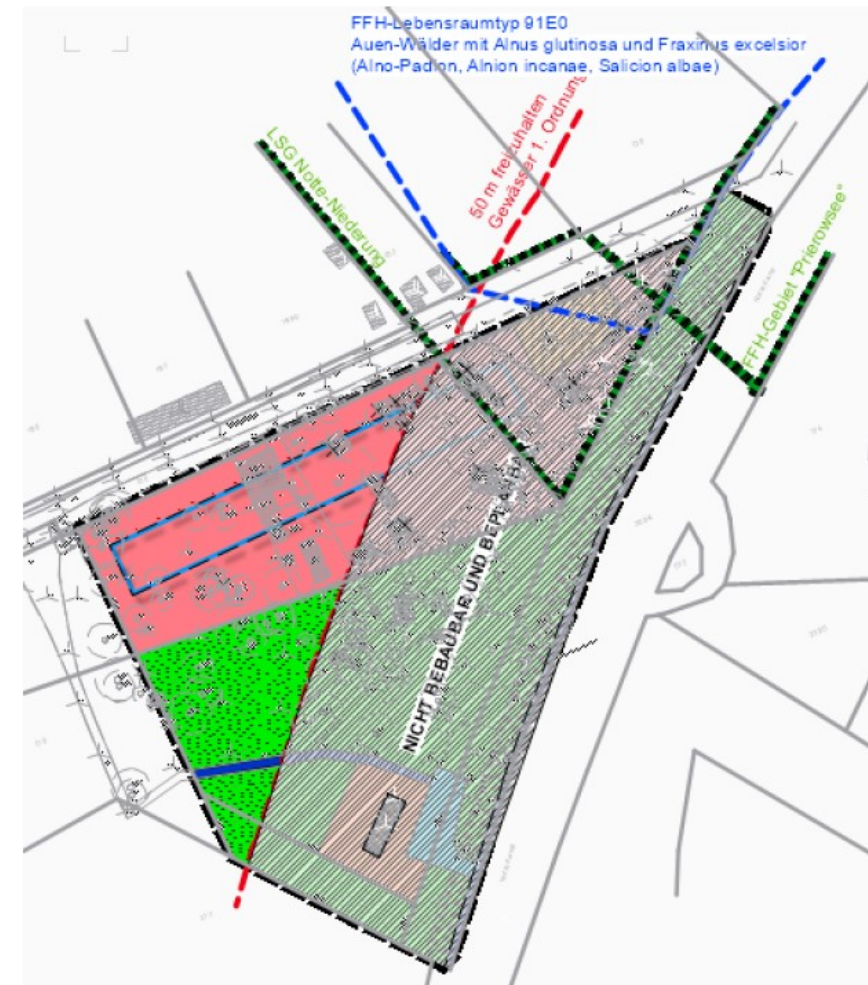 FFH-Lebensraumtyp 91E0
Auen-Wälder mit Alnus glutinosa und Fraxinus excelsior
(Alno-Padion, Alnion incanae, Salicion albae)
50 m freizuhalten
Gewässer 1. Ordnung
LSG Notte-Niederung
FFH-Gebiet "Prierowsee"
NICHT BEBAUBAR UND BEPLANBAR